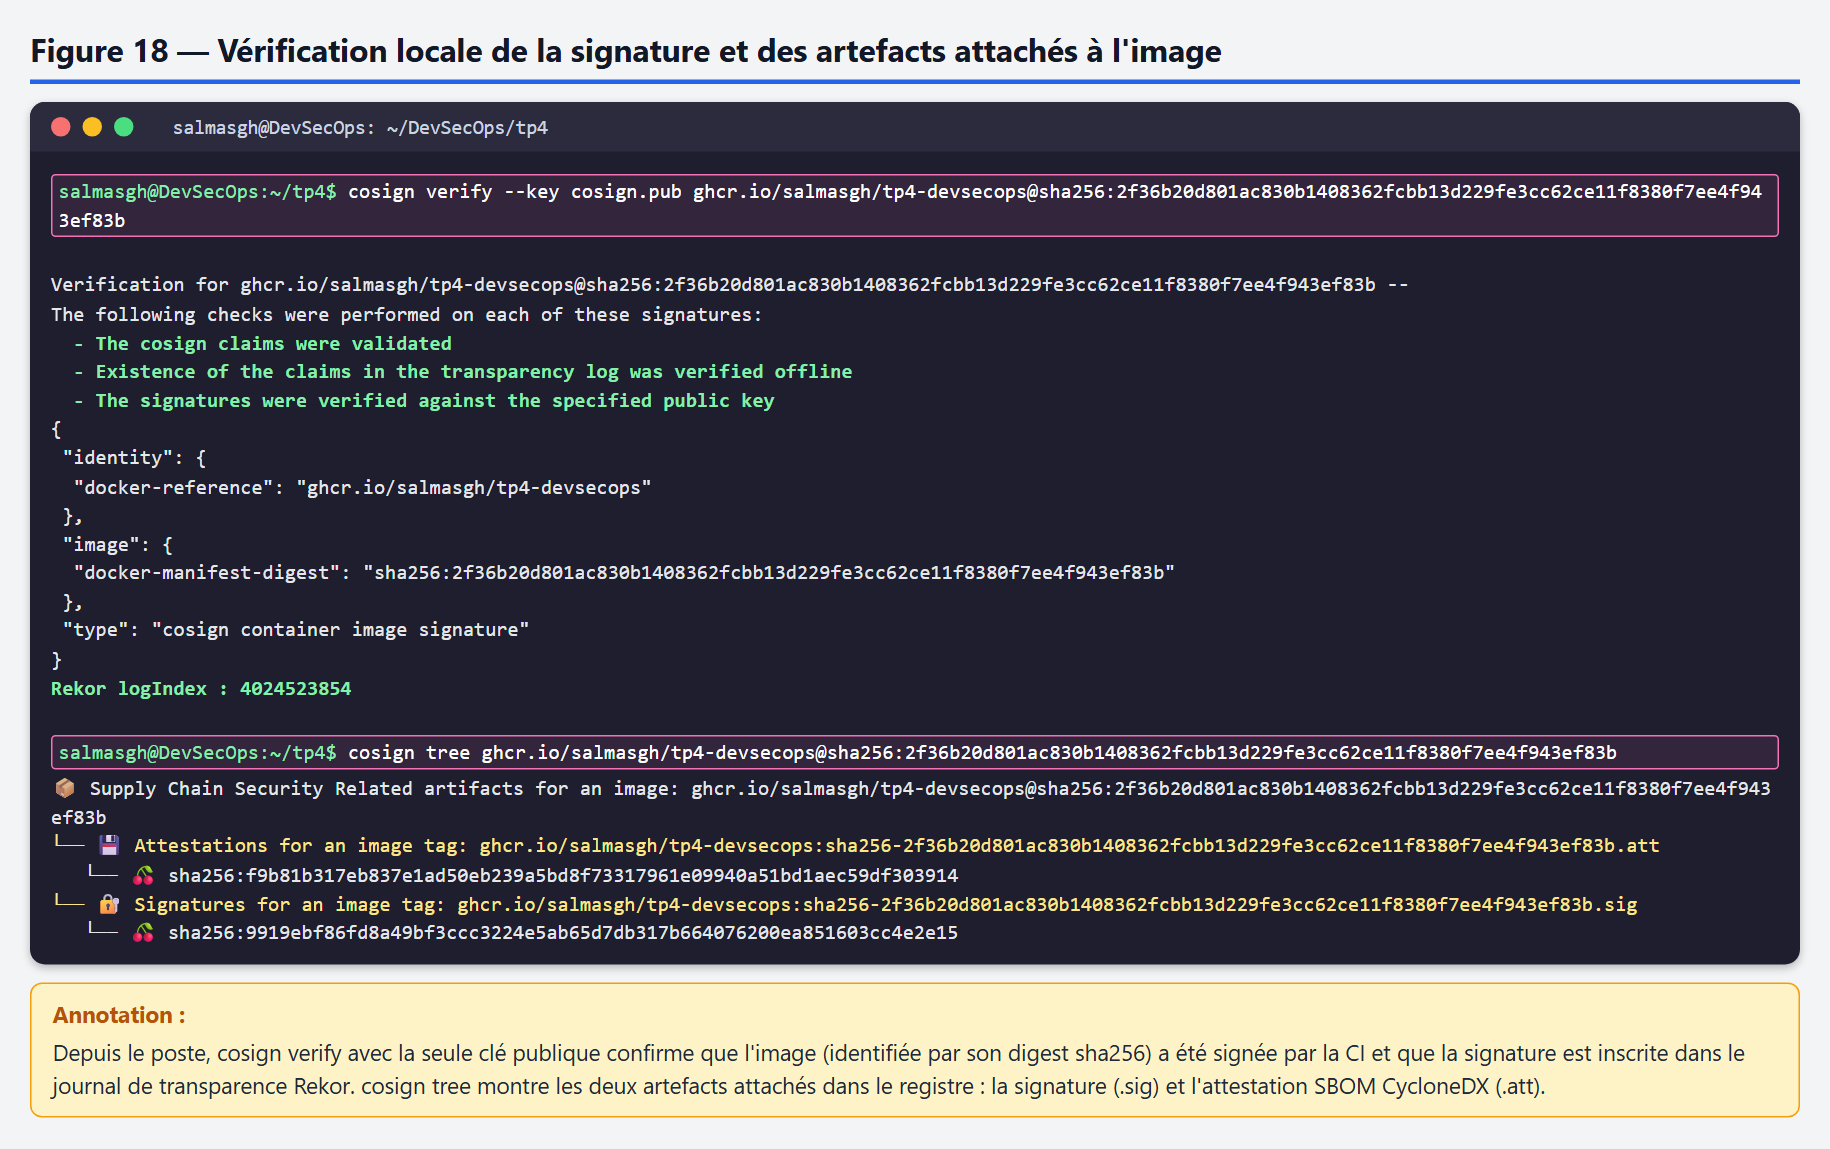 Figure 18 — Vérification locale de la signature et des artefacts attachés à l'image
salmasgh@DevSecOps: ~/DevSecOps/tp4
salmasgh@DevSecOps:~/tp4$ cosign verify --key cosign.pub ghcr.io/salmasgh/tp4-devsecops@sha256:2f36b20d801ac830b1408362fcbb13d229fe3cc62ce11f8380f7ee4f94
3ef83b
Verification for ghcr.io/salmasgh/tp4-devsecops@sha256:2f36b20d801ac830b1408362fcbb13d229fe3cc62ce11f8380f7ee4f943ef83b --
The following checks were performed on each of these signatures:
- The cosign claims were validated
- Existence of the claims in the transparency log was verified offline
- The signatures were verified against the specified public key
{
"identity": {
"docker-reference": "ghcr.io/salmasgh/tp4-devsecops"
},
"image": {
"docker-manifest-digest": "sha256:2f36b20d801ac830b1408362fcbb13d229fe3cc62ce11f8380f7ee4f943ef83b"
},
"type": "cosign container image signature"
}
Rekor logIndex : 4024523854
salmasgh@DevSecOps:~/tp4$ cosign tree ghcr.io/salmasgh/tp4-devsecops@sha256:2f36b20d801ac830b1408362fcbb13d229fe3cc62ce11f8380f7ee4f943ef83b
📦 Supply Chain Security Related artifacts for an image: ghcr.io/salmasgh/tp4-devsecops@sha256:2f36b20d801ac830b1408362fcbb13d229fe3cc62ce11f8380f7ee4f943
ef83b
└── 💾 Attestations for an image tag: ghcr.io/salmasgh/tp4-devsecops:sha256-2f36b20d801ac830b1408362fcbb13d229fe3cc62ce11f8380f7ee4f943ef83b.att
└── 🍒 sha256:f9b81b317eb837e1ad50eb239a5bd8f73317961e09940a51bd1aec59df303914
└── 🔐 Signatures for an image tag: ghcr.io/salmasgh/tp4-devsecops:sha256-2f36b20d801ac830b1408362fcbb13d229fe3cc62ce11f8380f7ee4f943ef83b.sig
└── 🍒 sha256:9919ebf86fd8a49bf3ccc3224e5ab65d7db317b664076200ea851603cc4e2e15
Annotation :
Depuis le poste, cosign verify avec la seule clé publique confirme que l'image (identifiée par son digest sha256) a été signée par la CI et que la signature est inscrite dans le
journal de transparence Rekor. cosign tree montre les deux artefacts attachés dans le registre : la signature (.sig) et l'attestation SBOM CycloneDX (.att).